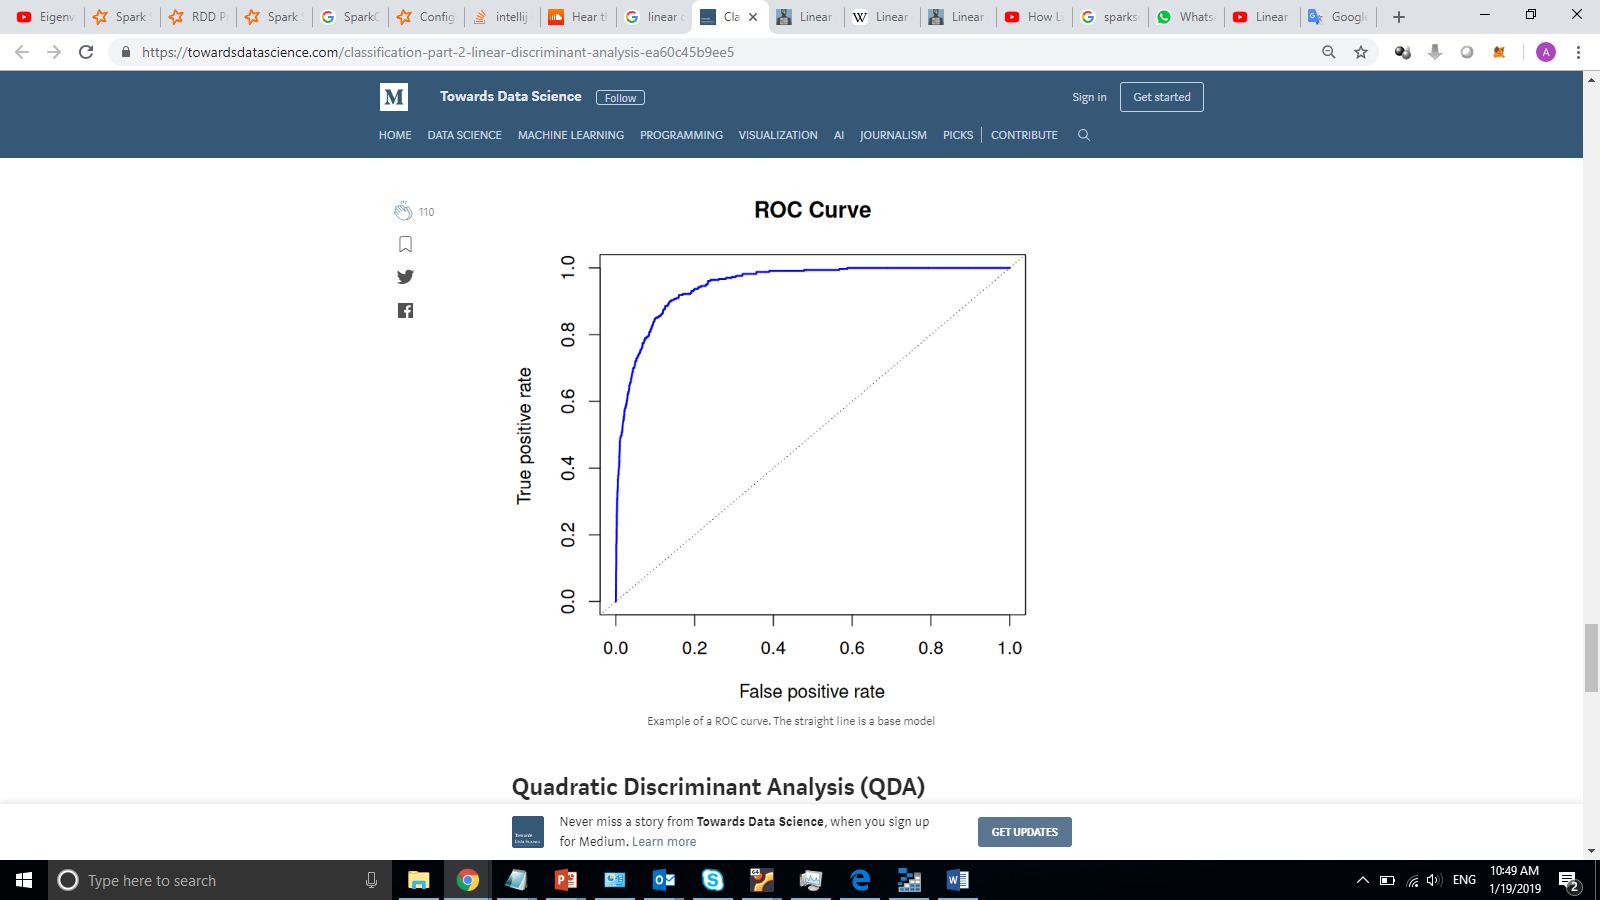 Eigenv
Spark
RDD P
Spark
SparkC
Config
intellij
Hear t
linear
Cla
Linear
Linear
Linear
How Li
sparks
Whats
Linear
Google
https://towardsdatascience.com/classification-part-2-linear-discriminant-analysis-ea60c45b9ee5
A
M
Towards Data Science
Follow
Sign in
Get started
HOME
DATA SCIENCE
MACHINE LEARNING
PROGRAMMING
VISUALIZATION
AI
JOURNALISM
PICKS
CONTRIBUTE
110
ROC Curve
True positive rate
1.0
0.8
0.6
0.4
0.2
0.0
0.0 0.2 0.4 0.6 0.8 1.0
False positive rate
Example of a ROC curve. The straight line is a base model
Quadratic Discriminant Analysis (QDA)
Never miss a story from Towards Data Science, when you sign up
for Medium. Learn more
GET UPDATES
Type here to search
ENG
10:49 AM
1/19/2019
2